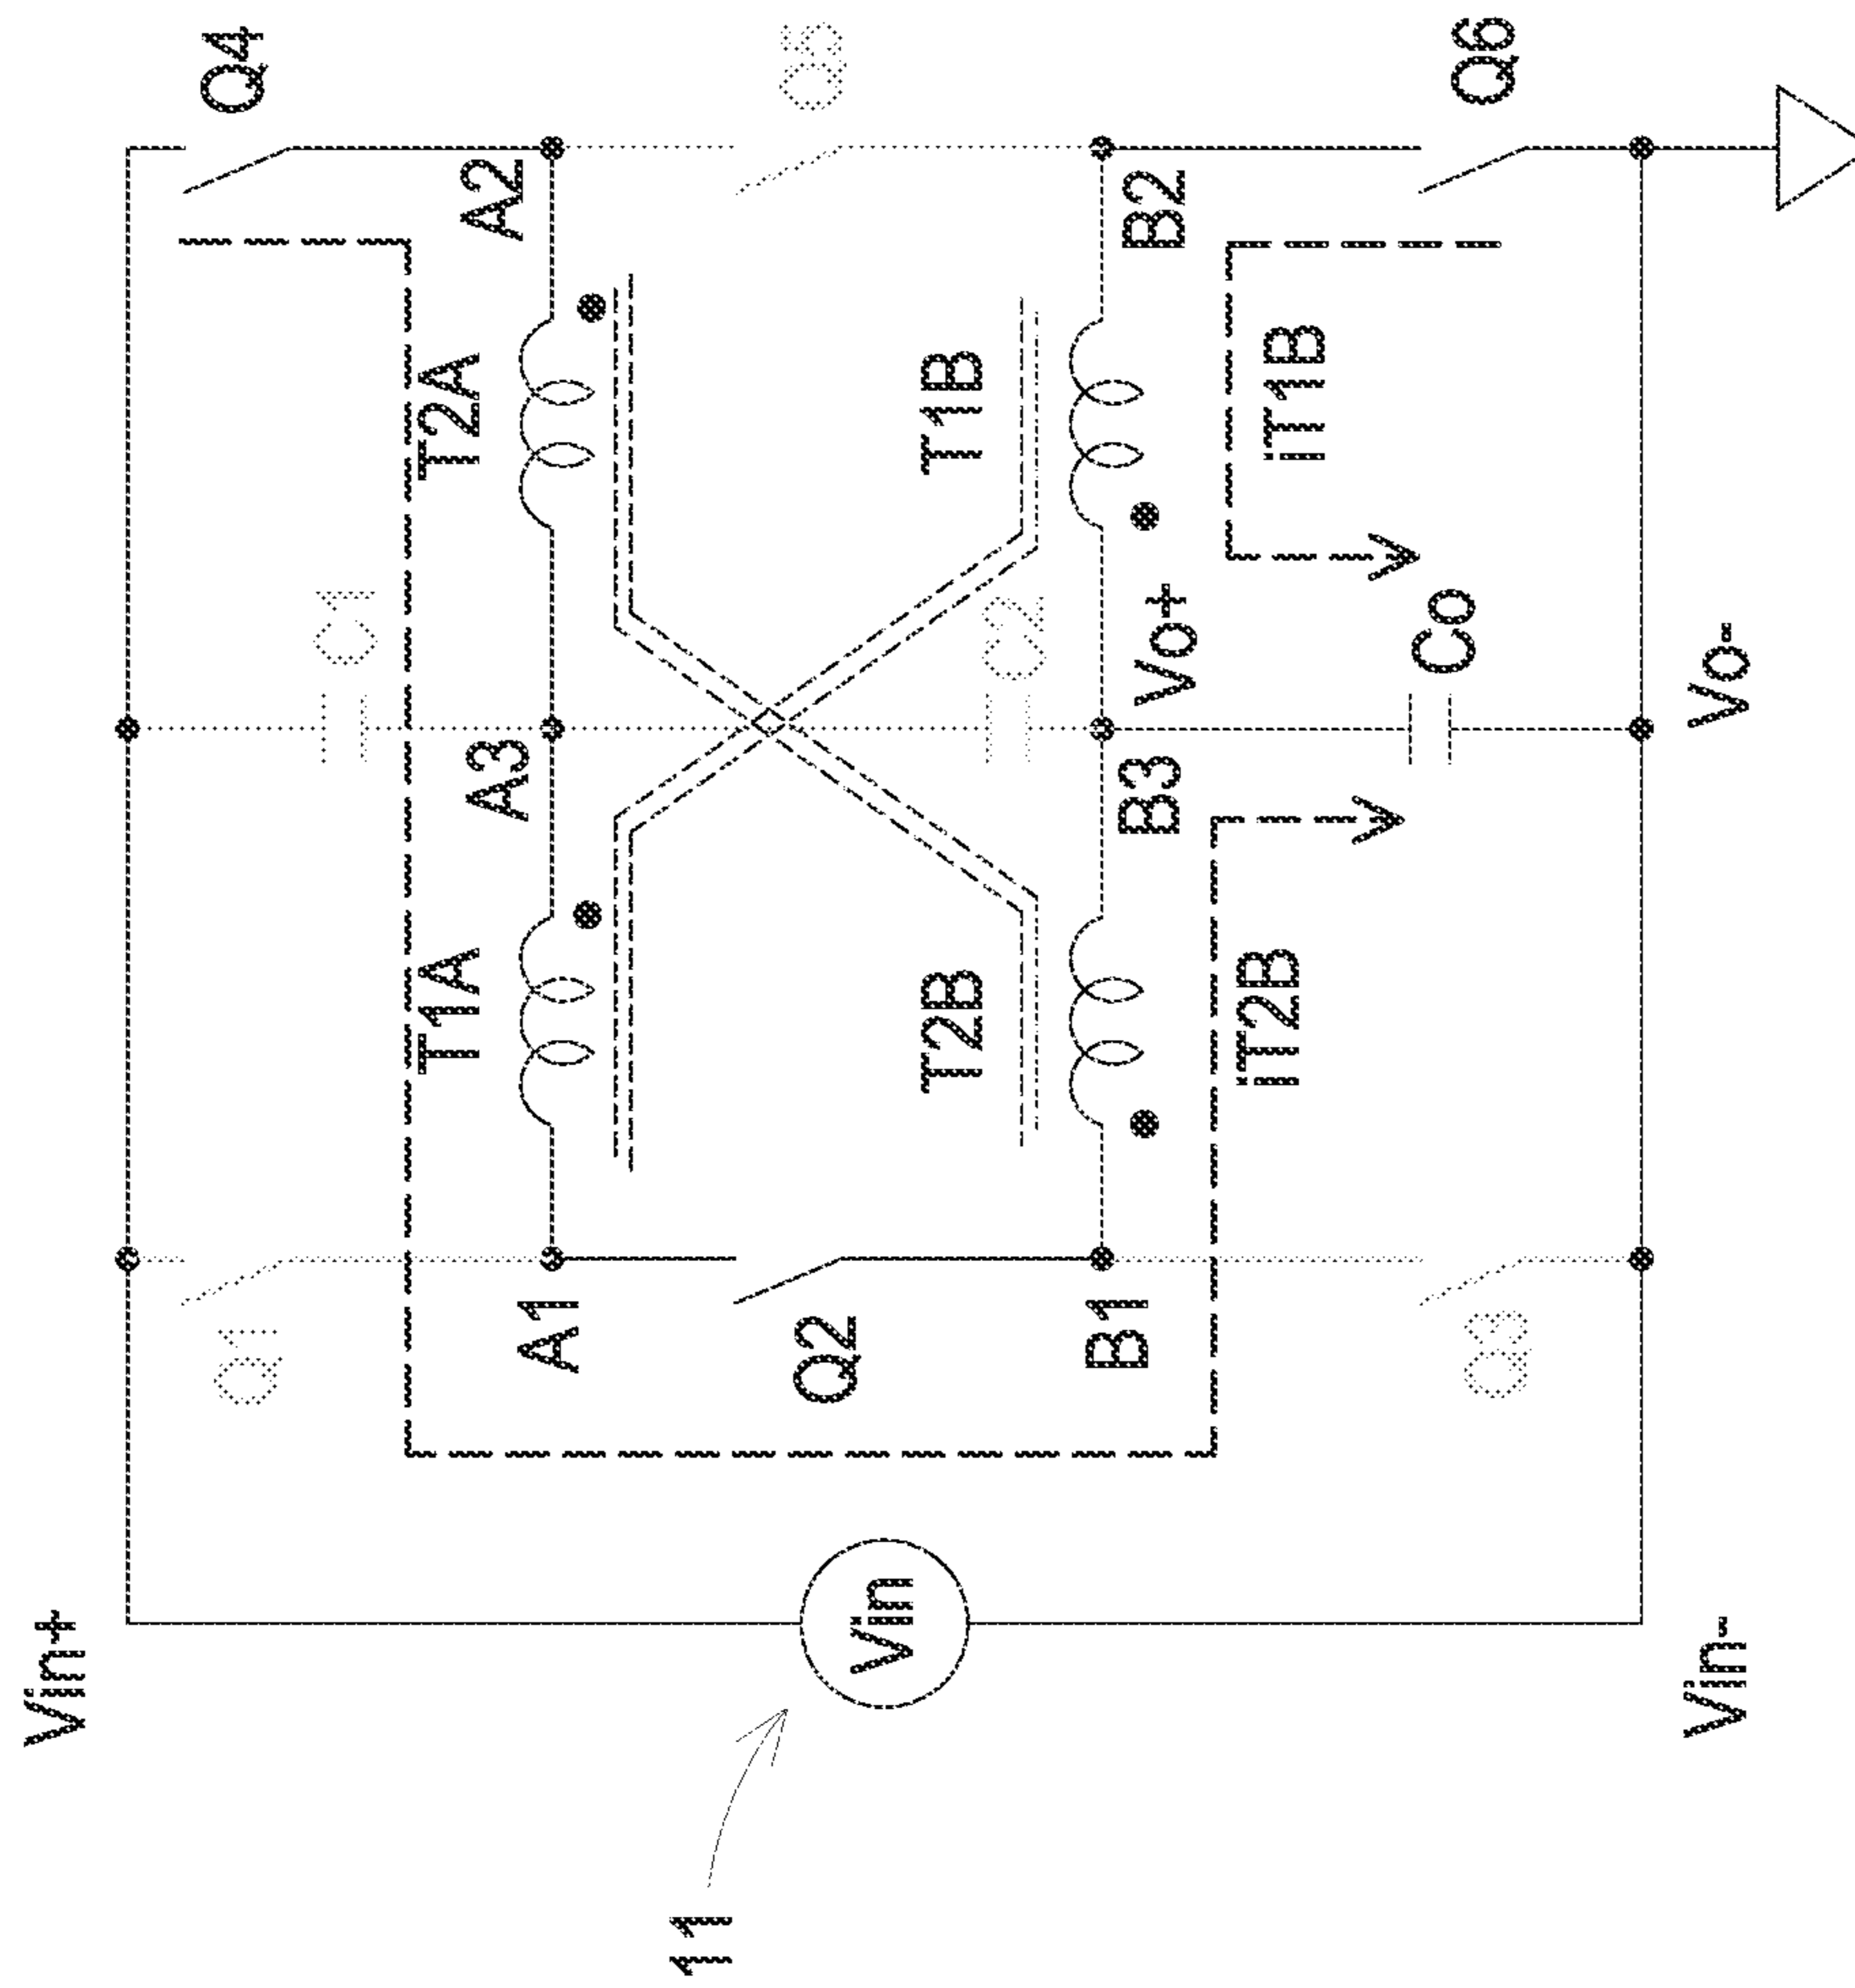 Vin+
Q4
C1
Q1
T2A
A2
T1A
A3
A1
Q5
11
Vin
Q2
T2B
T1B
C2
B1
B3
Vo+
B2
iT2B
iT1B
Co
Q3
Q6
Vin-
Vo-